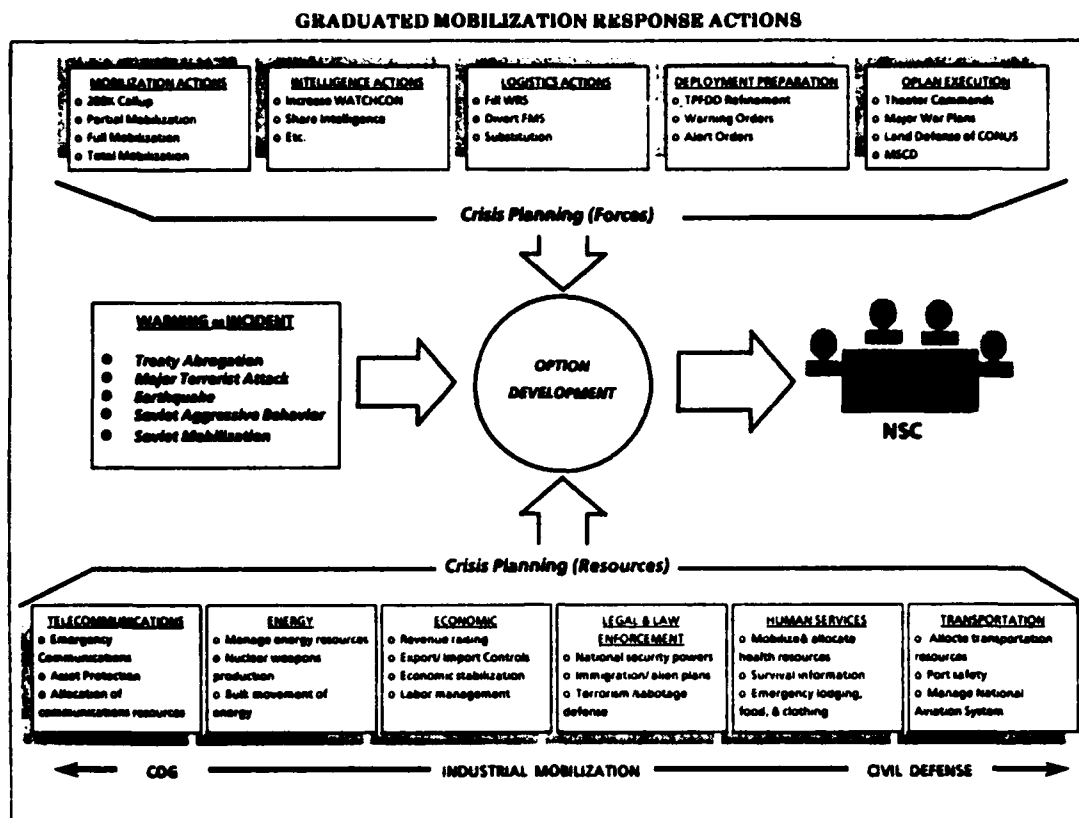 GRADUATED MOBILIZATION RESPONSE ACTIONS
MOBILIZATION ACTIONS
o 200K Callup
o Partial Mobilization
o Full Mobilization
o Total Mobilization
INTELLIGENCE ACTIONS
o Increase WATCHCON
o Share Intelligence
o Etc.
LOGISTICS ACTIONS
o Fill WRS
o Divert FMS
o Substitution
DEPLOYMENT PREPARATION
o TPFDD Refinement
o Warning Orders
o Alert Orders
OPLAN EXECUTION
o Theater Commands
o Major War Plans
o Land Defense of CONUS
o MSCD
Crisis Planning (Forces)
WARNING or INCIDENT
● Treaty Abrogation
● Major Terrorist Attack
● Earthquake
● Soviet Aggressive Behavior
● Soviet Mobilization
OPTION
DEVELOPMENT
NSC
Crisis Planning (Resources)
TELECOMMUNICATIONS
o Emergency
Communications
o Asset Protection
o Allocation of
communications resources
ENERGY
o Manage energy resources
o Nuclear weapons
production
o Bulk movement of
energy
ECONOMIC
o Revenue raising
o Export/Import Controls
o Economic stabilization
o Labor management
LEGAL & LAW
ENFORCEMENT
o National security powers
o Immigration/alien plans
o Terrorism/sabotage
defense
HUMAN SERVICES
o Mobilize & allocate
health resources
o Survival information
o Emergency lodging,
food, & clothing
TRANSPORTATION
o Allocte transportation
resources
o Port safety
o Manage National
Aviation System
COG
INDUSTRIAL MOBILIZATION
CIVIL DEFENSE